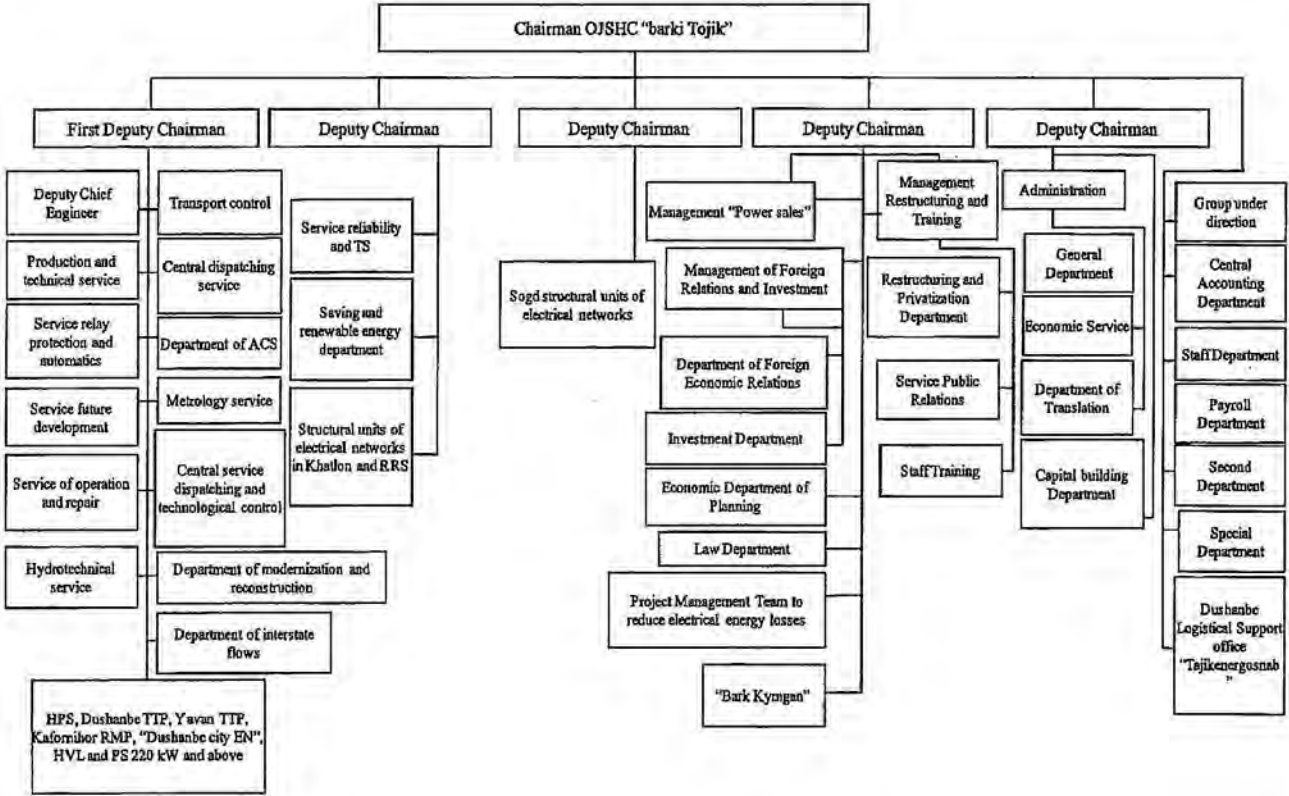 Chairman OJSHC "barki Tojik"
First Deputy Chairman
Deputy Chairman
Deputy Chairman
Deputy Chairman
Deputy Chairman
Deputy Chief
Engineer
Production and
technical service
Service relay
protection and
automatics
Service future
development
Service of operation
and repair
Hydrotechnical
service
Transport control
Central dispatching
service
Department of ACS
Metrology service
Central service
dispatching and
technological control
Department of modernization and
reconstruction
Department of interstate
flows
HPS, Dushanbe TTP, Yavan TTP,
Kafornihor RMP, "Dushanbe city EN",
HVL and PS 220 kW and above
Service reliability
and TS
Saving and
renewable energy
department
Structural units of
electrical networks
in Khatlon and RRS
Sogd structural units of
electrical networks
Management "Power sales"
Management of Foreign
Relations and Investment
Department of Foreign
Economic Relations
Investment Department
Economic Department of
Planning
Law Department
Project Management Team to
reduce electrical energy losses
"Bark Kymgan"
Management
Restructuring and
Training
Restructuring and
Privatization
Department
Service Public
Relations
Staff Training
Administration
General
Department
Economic Service
Department of
Translation
Capital building
Department
Group under
direction
Central
Accounting
Department
Staff Department
Payroll
Department
Second
Department
Special
Department
Dushanbe
Logistical Support
office
"Tajikenergosnab
"